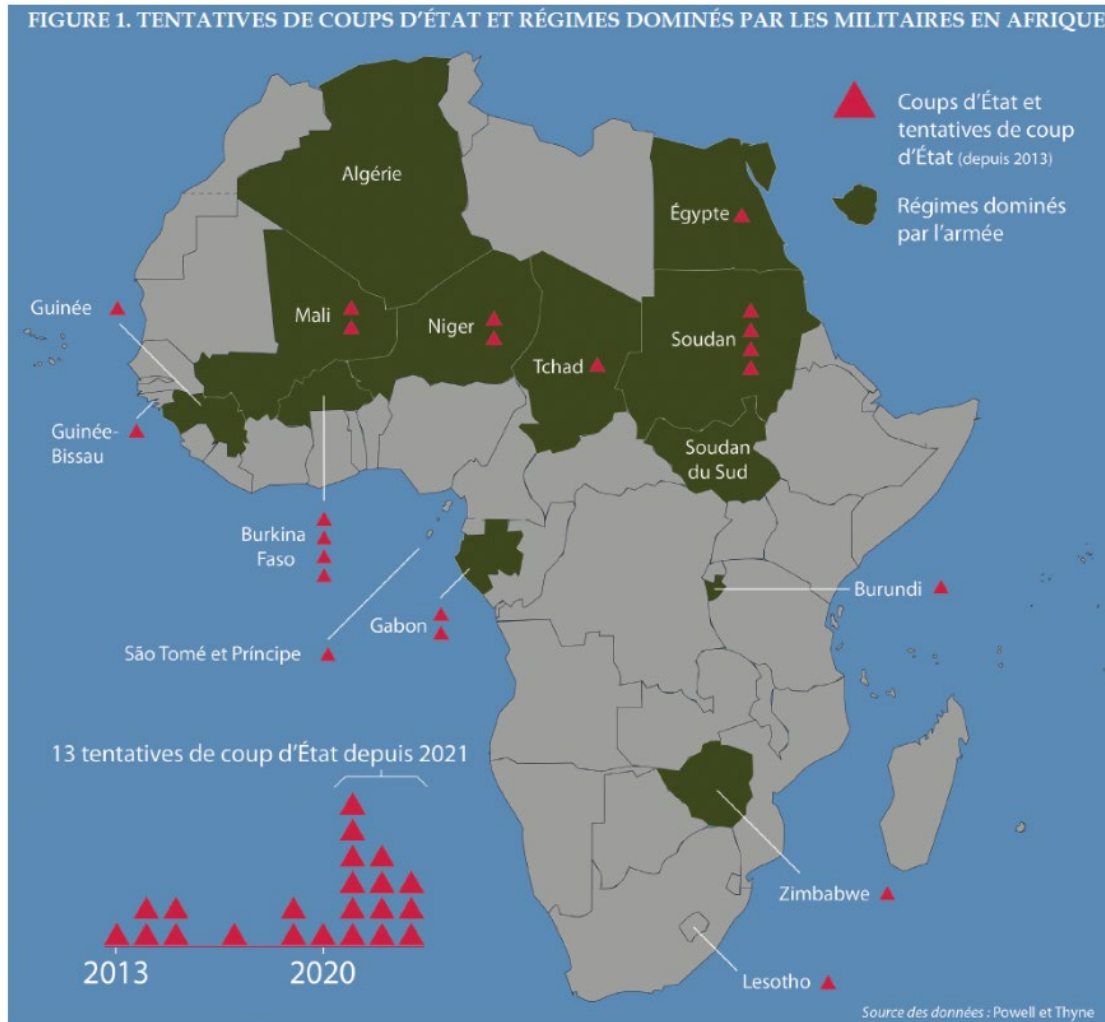 FIGURE 1. TENTATIVES DE COUPS D'ÉTAT ET RÉGIMES DOMINÉS PAR LES MILITAIRES EN AFRIQUE
Coups d'État et
tentatives de coup
d'État (depuis 2013)
Régimes dominés
par l'armée
Algérie
Égypte
Guinée
Mali
Niger
Tchad
Soudan
Guinée-
Bissau
Soudan
du Sud
Burkina
Faso
Gabon
Burundi
São Tomé et Príncipe
13 tentatives de coup d'État depuis 2021
2013
2020
Zimbabwe
Lesotho
Source des données : Powell et Thyne